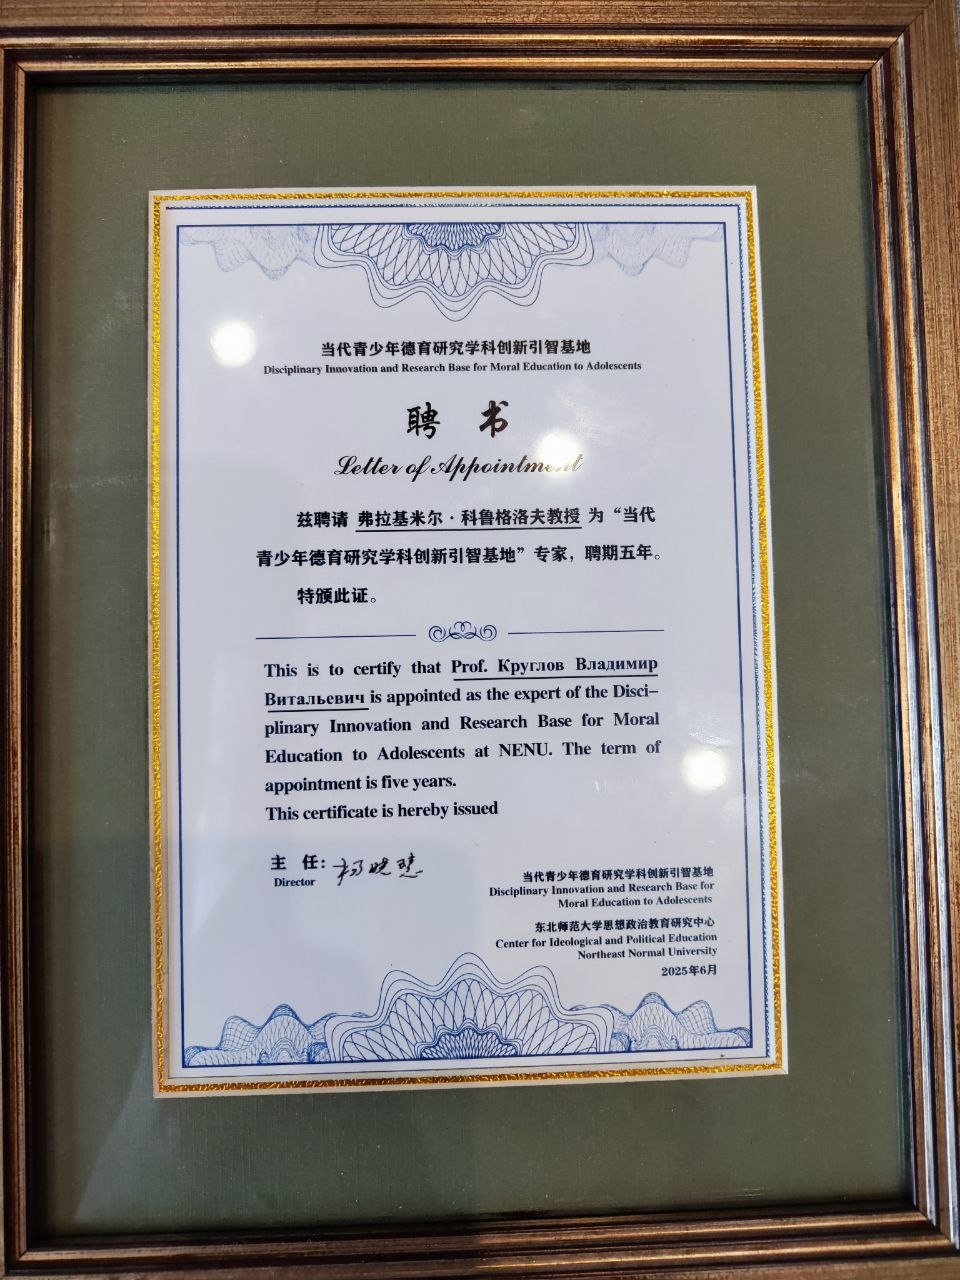 当代青少年德育研究学科创新引智基地
Disciplinary Innovation and Research Base for Moral Education to Adolescents
聘 书
Letter of Appointment
兹聘请 弗拉基米尔·科鲁格洛夫教授 为“当代
青少年德育研究学科创新引智基地”专家，聘期五年。
特颁此证。
This is to certify that Prof. Круглов Владимир
Витальевич is appointed as the expert of the Disci–
plinary Innovation and Research Base for Moral
Education to Adolescents at NENU. The term of
appointment is five years.
This certificate is hereby issued
主 任： 杨晓慧
Director
当代青少年德育研究学科创新引智基地
Disciplinary Innovation and Research Base for
Moral Education to Adolescents
东北师范大学思想政治教育研究中心
Center for Ideological and Political Education
Northeast Normal University
2025年6月